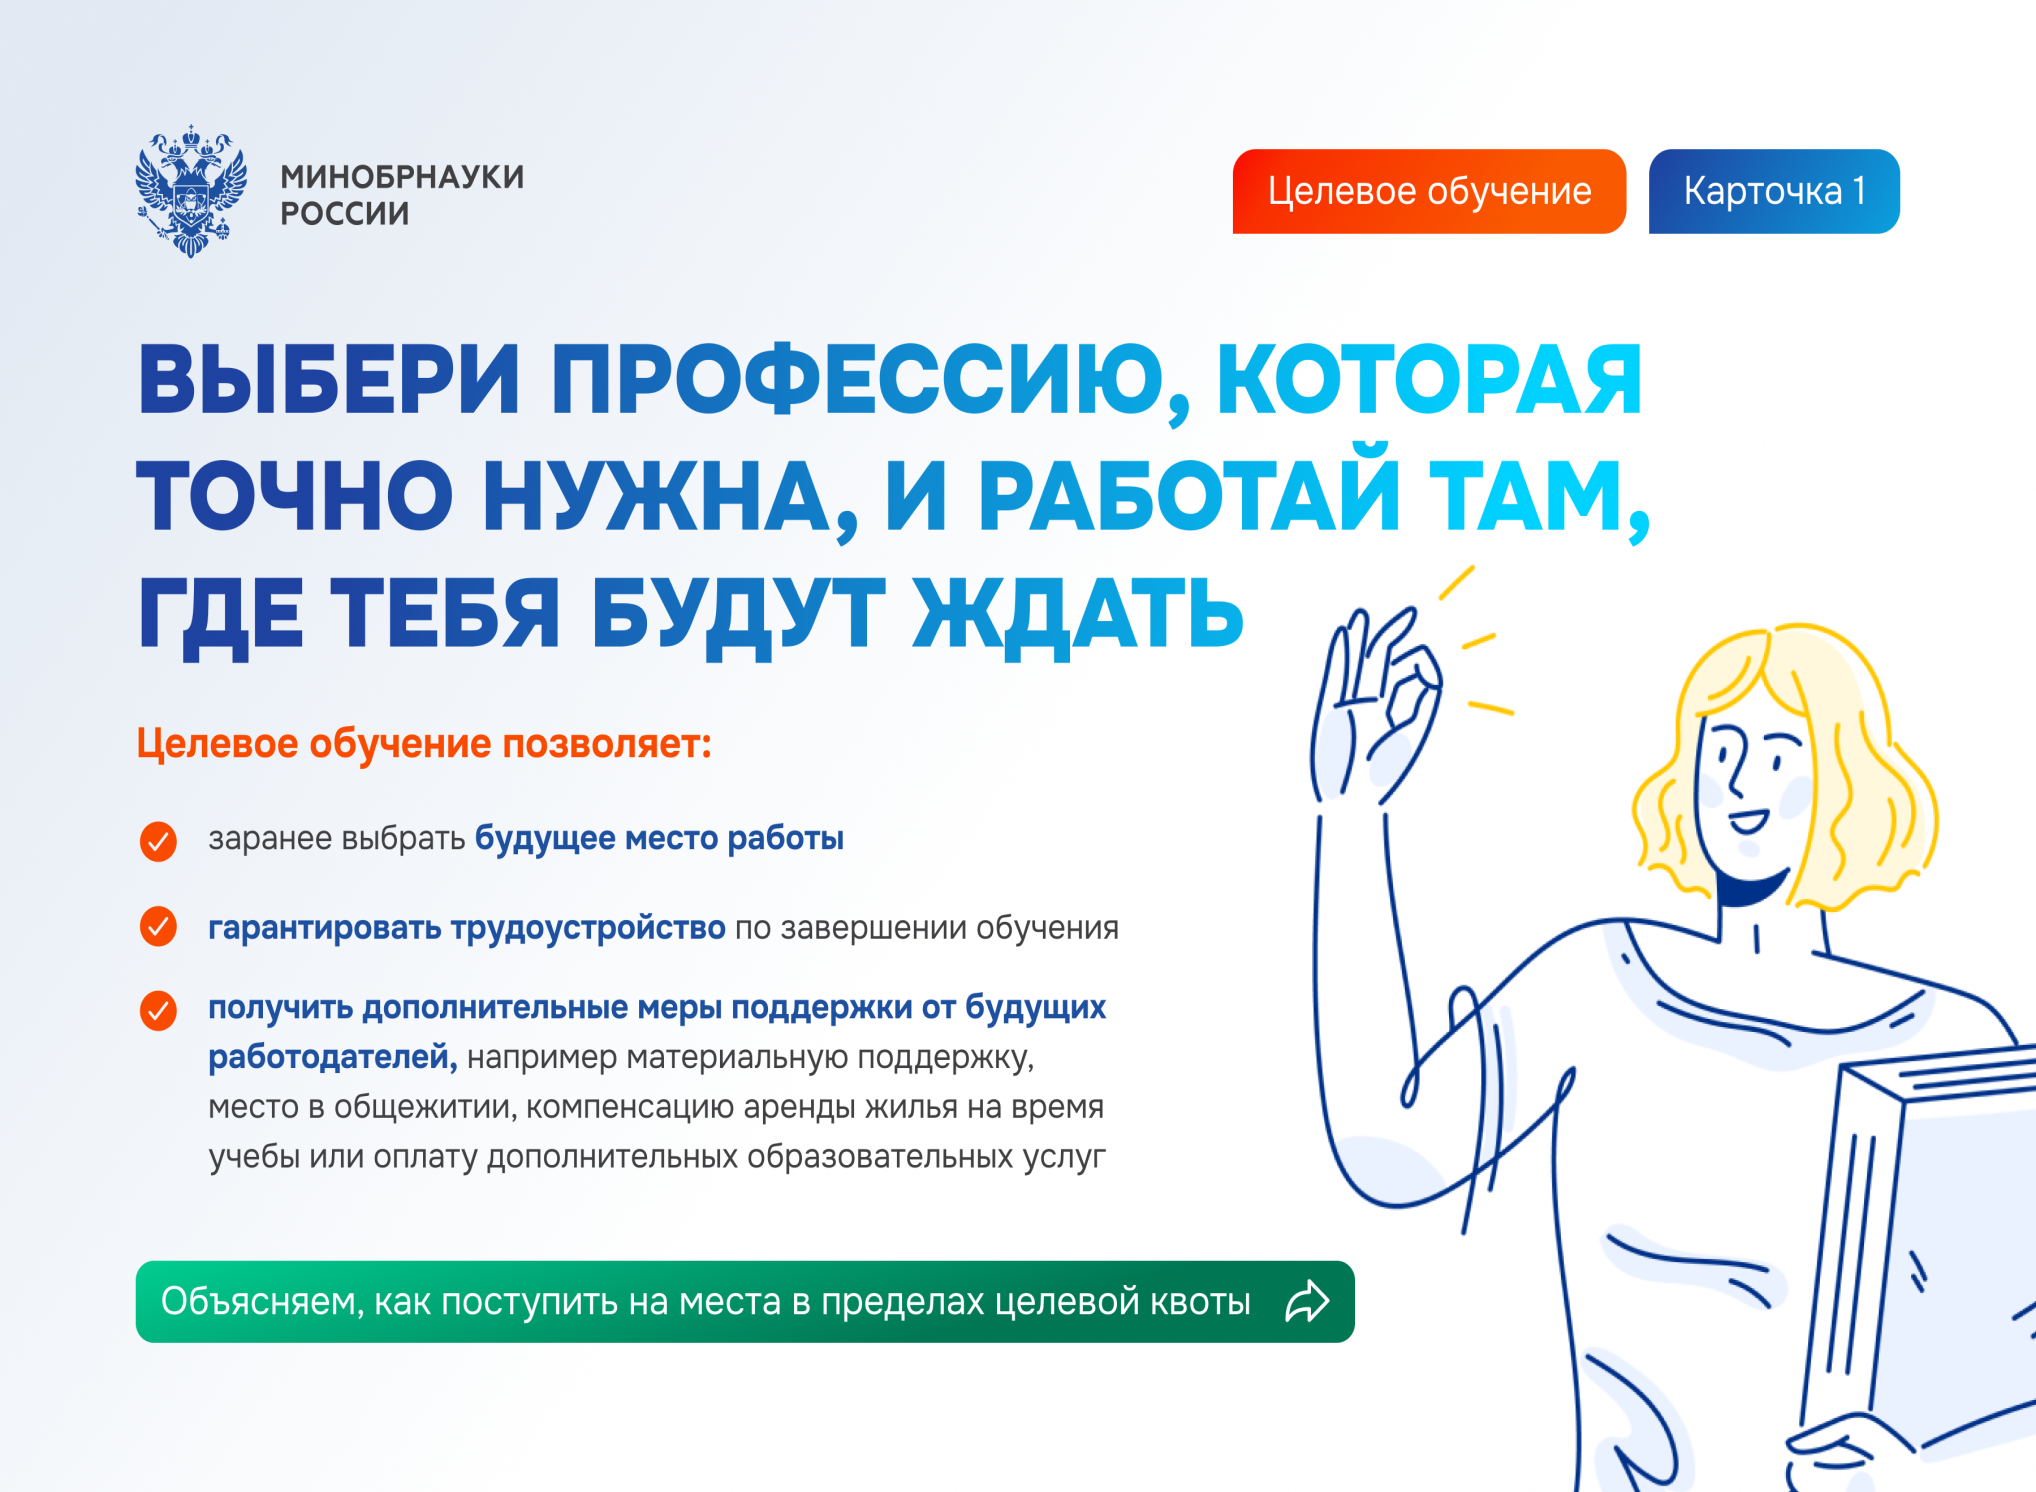 МИНОБРНАУКИ
РОССИИ
Целевое обучение
Карточка 1
ВЫБЕРИ ПРОФЕССИЮ, КОТОРАЯ
ТОЧНО НУЖНА, И РАБОТАЙ ТАМ,
ГДЕ ТЕБЯ БУДУТ ЖДАТЬ
Целевое обучение позволяет:
заранее выбрать будущее место работы
гарантировать трудоустройство по завершении обучения
получить дополнительные меры поддержки от будущих
работодателей, например материальную поддержку,
место в общежитии, компенсацию аренды жилья на время
учебы или оплату дополнительных образовательных услуг
Объясняем, как поступить на места в пределах целевой квоты